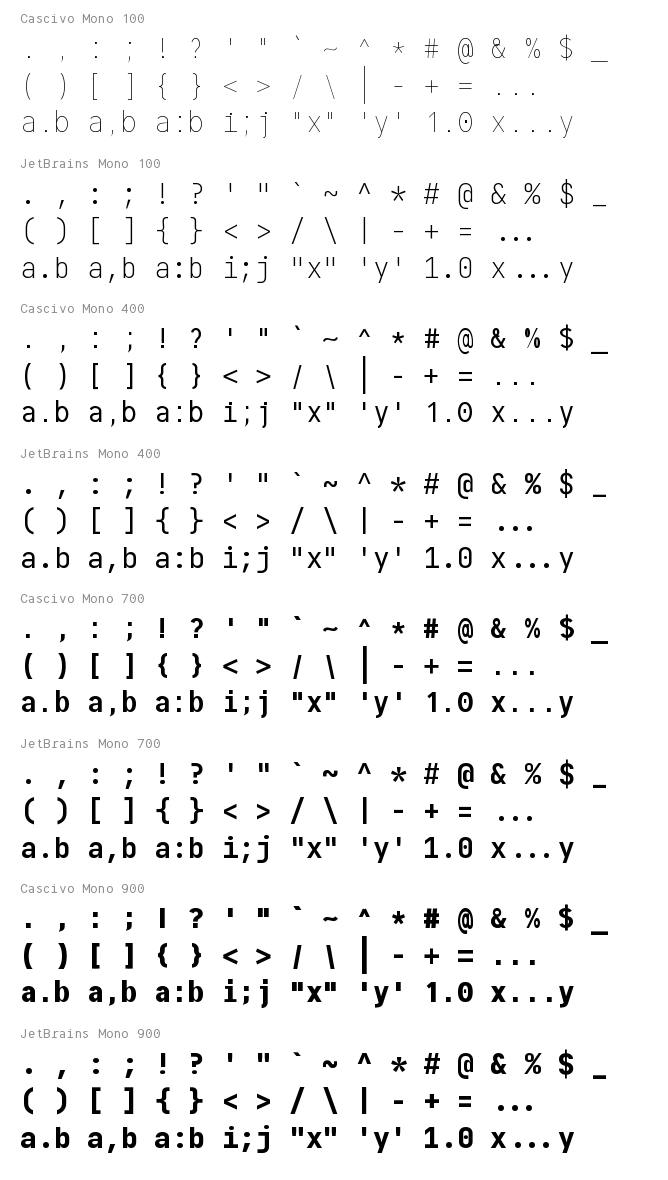 Cascivo Mono 100
. , : ; ! ? ' " ` ~ ^ * # @ & % $ _
( ) [ ] { } < > / \ | - + = ...
a.b a,b a:b i;j "x" 'y' 1.0 x...y
JetBrains Mono 100
. , : ; ! ? ' " ` ~ ^ * # @ & % $ _
( ) [ ] { } < > / \ | - + = ...
a.b a,b a:b i;j "x" 'y' 1.0 x...y
Cascivo Mono 400
. , : ; ! ? ' " ` ~ ^ * # @ & % $ _
( ) [ ] { } < > / \ | - + = ...
a.b a,b a:b i;j "x" 'y' 1.0 x...y
JetBrains Mono 400
. , : ; ! ? ' " ` ~ ^ * # @ & % $ _
( ) [ ] { } < > / \ | - + = ...
a.b a,b a:b i;j "x" 'y' 1.0 x...y
Cascivo Mono 700
. , : ; ! ? ' " ` ~ ^ * # @ & % $ _
( ) [ ] { } < > / \ | - + = ...
a.b a,b a:b i;j "x" 'y' 1.0 x...y
JetBrains Mono 700
. , : ; ! ? ' " ` ~ ^ * # @ & % $ _
( ) [ ] { } < > / \ | - + = ...
a.b a,b a:b i;j "x" 'y' 1.0 x...y
Cascivo Mono 900
. , : ; ! ? ' " ` ~ ^ * # @ & % $ _
( ) [ ] { } < > / \ | - + = ...
a.b a,b a:b i;j "x" 'y' 1.0 x...y
JetBrains Mono 900
. , : ; ! ? ' " ` ~ ^ * # @ & % $ _
( ) [ ] { } < > / \ | - + = ...
a.b a,b a:b i;j "x" 'y' 1.0 x...y